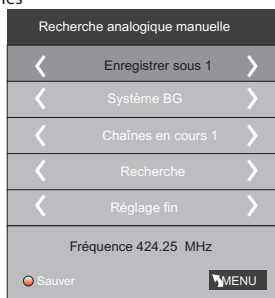 Recherche analogique manuelle
Enregistrer sous 1
Système BG
Chaînes en cours 1
Recherche
Réglage fin
Fréquence 424.25 MHz
Sauver MENU